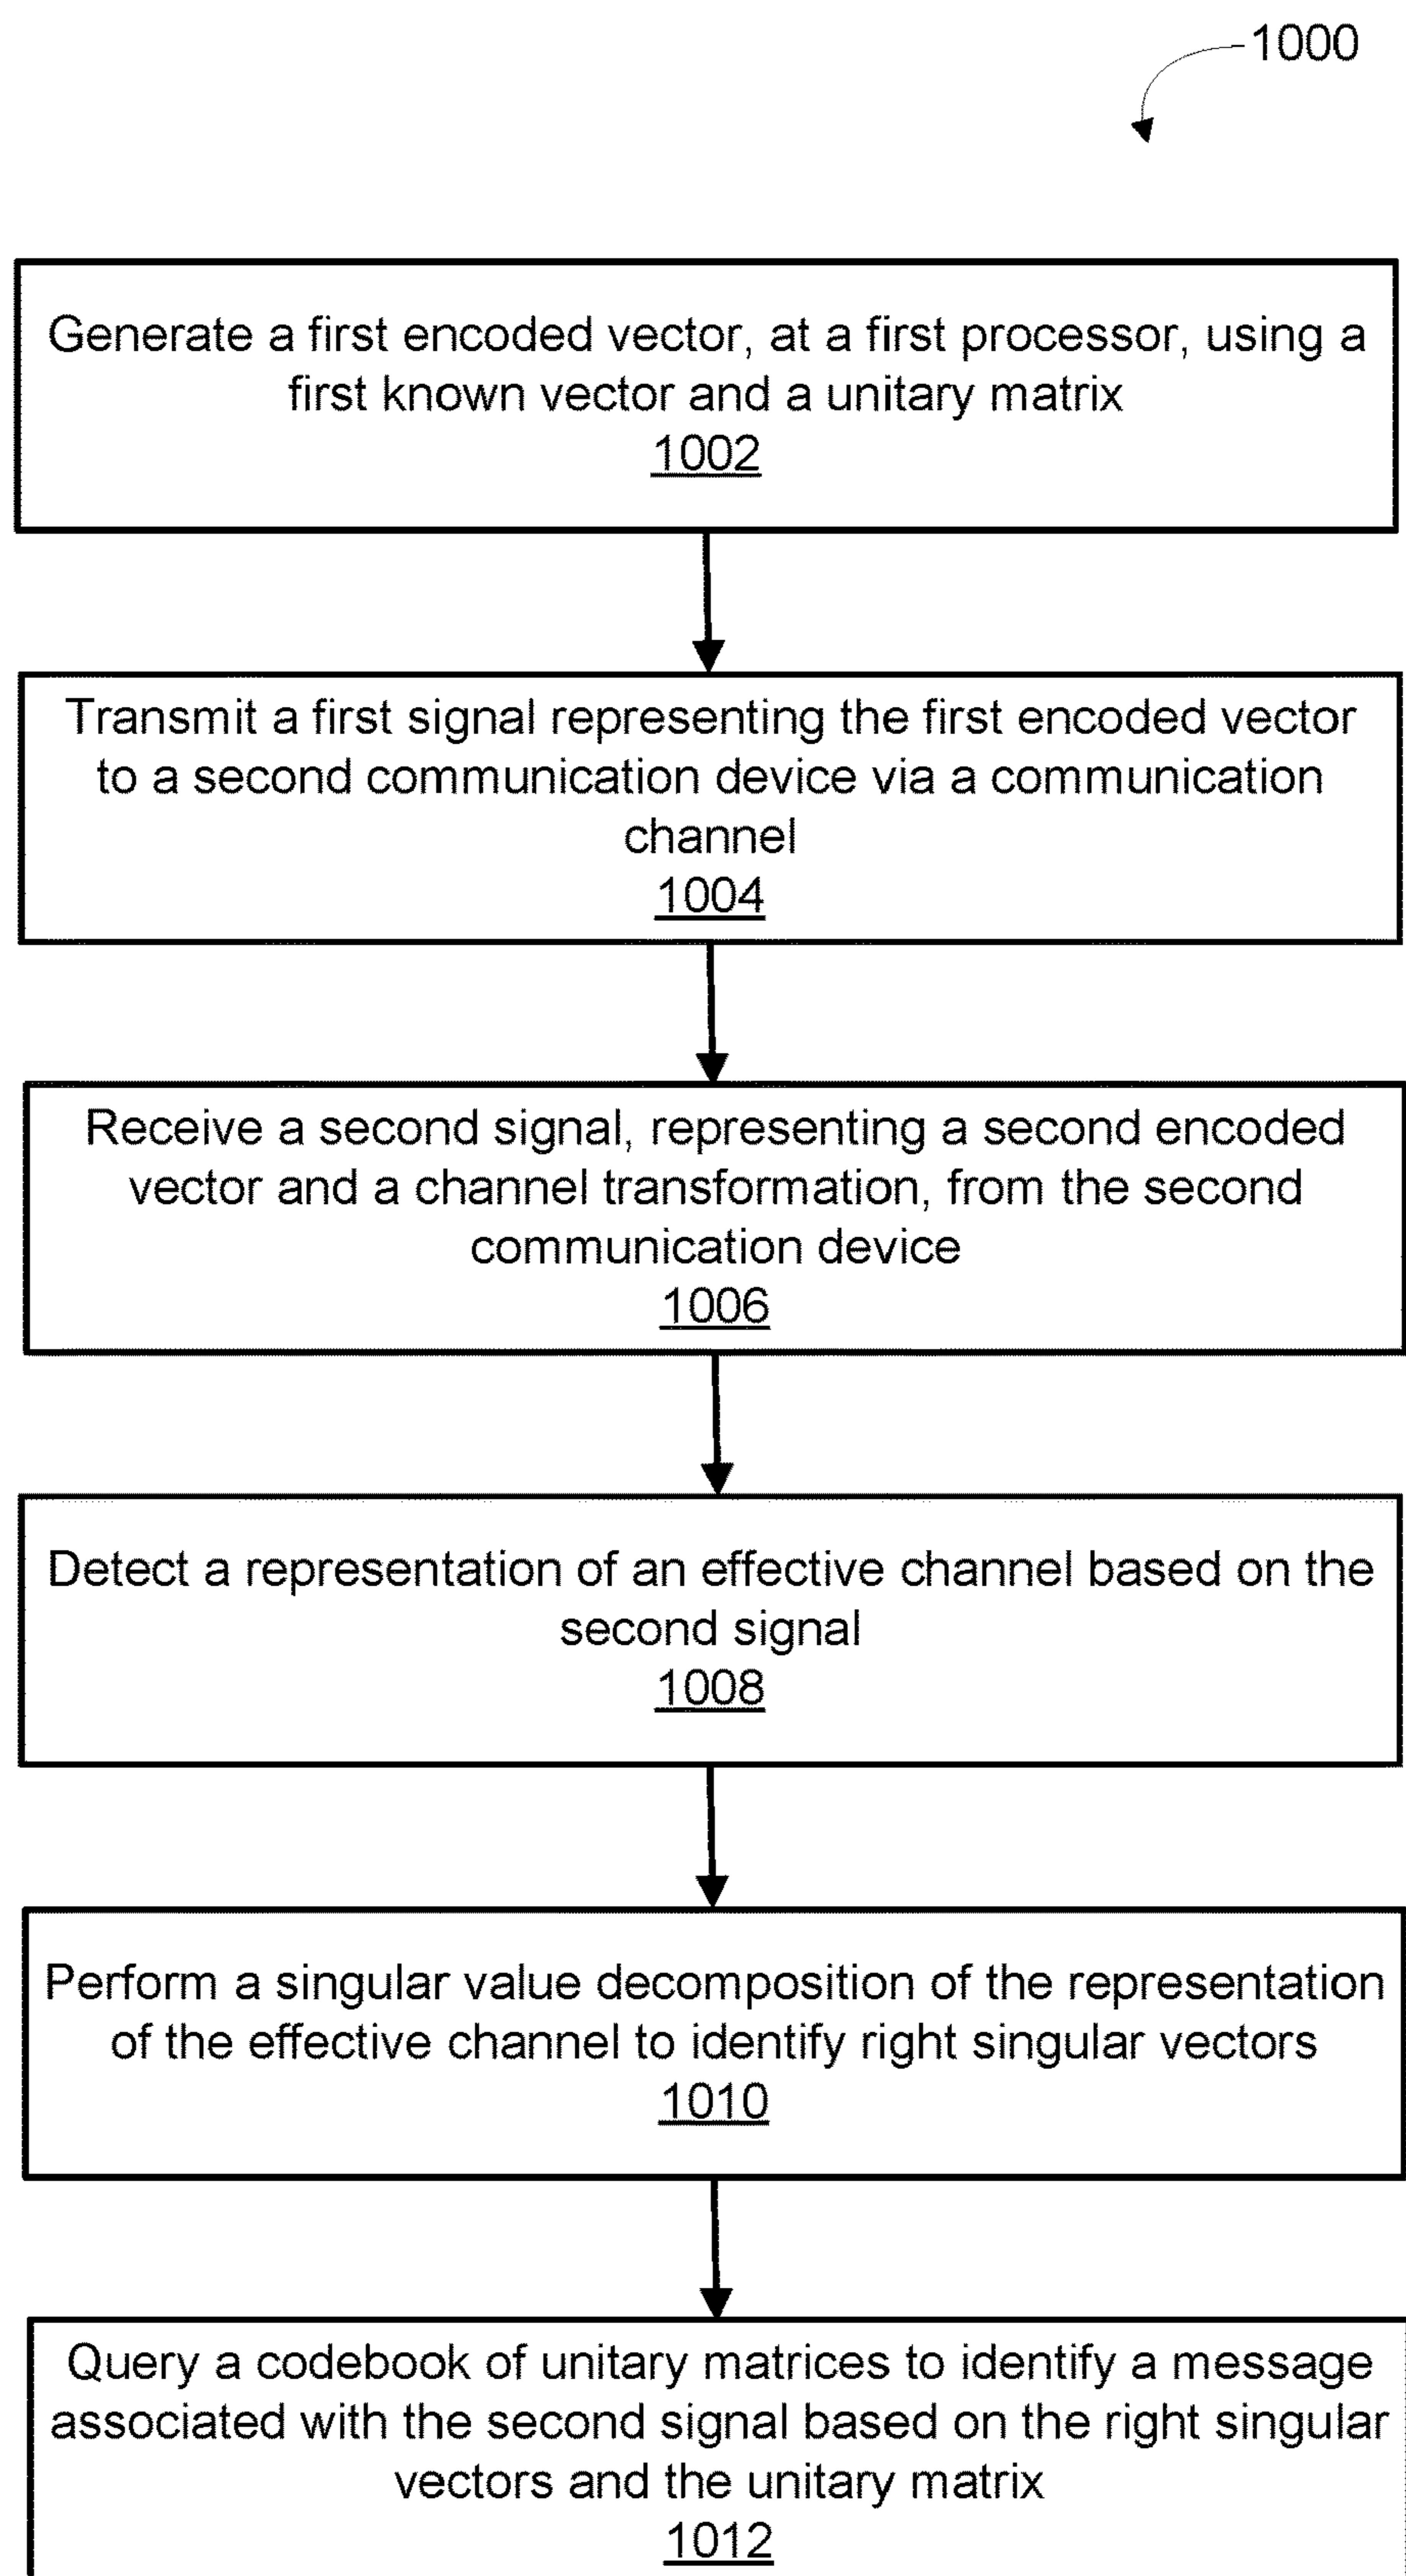 1000
Generate a first encoded vector, at a first processor, using a
first known vector and a unitary matrix
1002
Transmit a first signal representing the first encoded vector
to a second communication device via a communication
channel
1004
Receive a second signal, representing a second encoded
vector and a channel transformation, from the second
communication device
1006
Detect a representation of an effective channel based on the
second signal
1008
Perform a singular value decomposition of the representation
of the effective channel to identify right singular vectors
1010
Query a codebook of unitary matrices to identify a message
associated with the second signal based on the right singular
vectors and the unitary matrix
1012